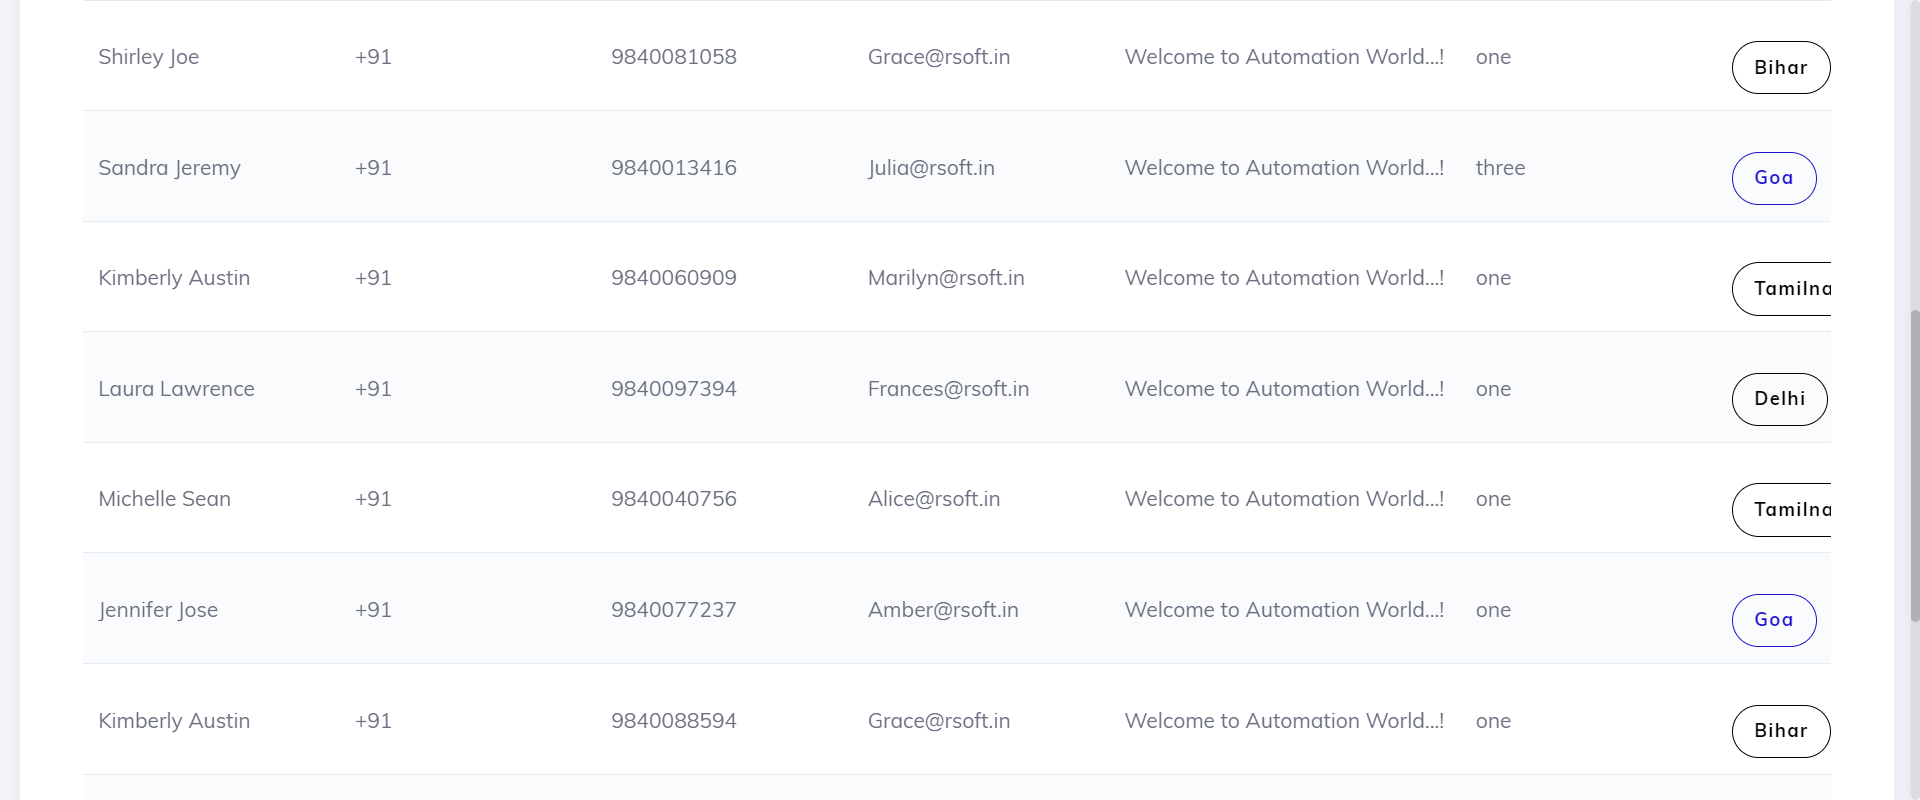 Shirley Joe +91 9840081058 Grace@rsoft.in Welcome to Automation World...! one Bihar
Sandra Jeremy +91 9840013416 Julia@rsoft.in Welcome to Automation World...! three Goa
Kimberly Austin +91 9840060909 Marilyn@rsoft.in Welcome to Automation World...! one Tamilna
Laura Lawrence +91 9840097394 Frances@rsoft.in Welcome to Automation World...! one Delhi
Michelle Sean +91 9840040756 Alice@rsoft.in Welcome to Automation World...! one Tamilna
Jennifer Jose +91 9840077237 Amber@rsoft.in Welcome to Automation World...! one Goa
Kimberly Austin +91 9840088594 Grace@rsoft.in Welcome to Automation World...! one Bihar